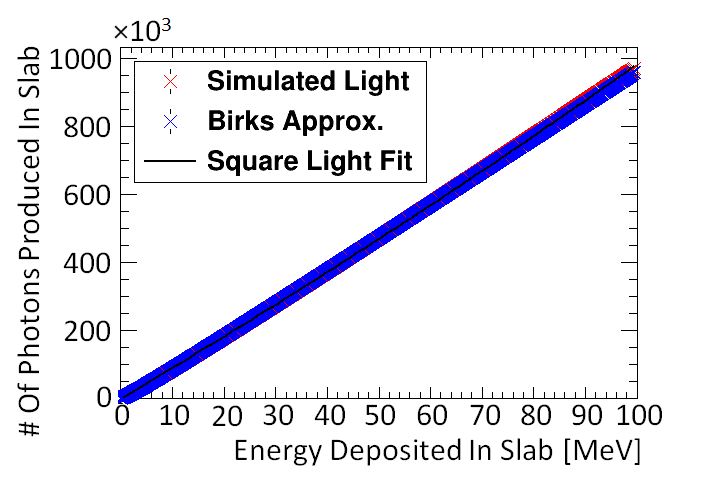 ×10³
# Of Photons Produced In Slab
1000
800
600
400
200
0
Simulated Light
Birks Approx.
Square Light Fit
0 10 20 30 40 50 60 70 80 90 100
Energy Deposited In Slab [MeV]